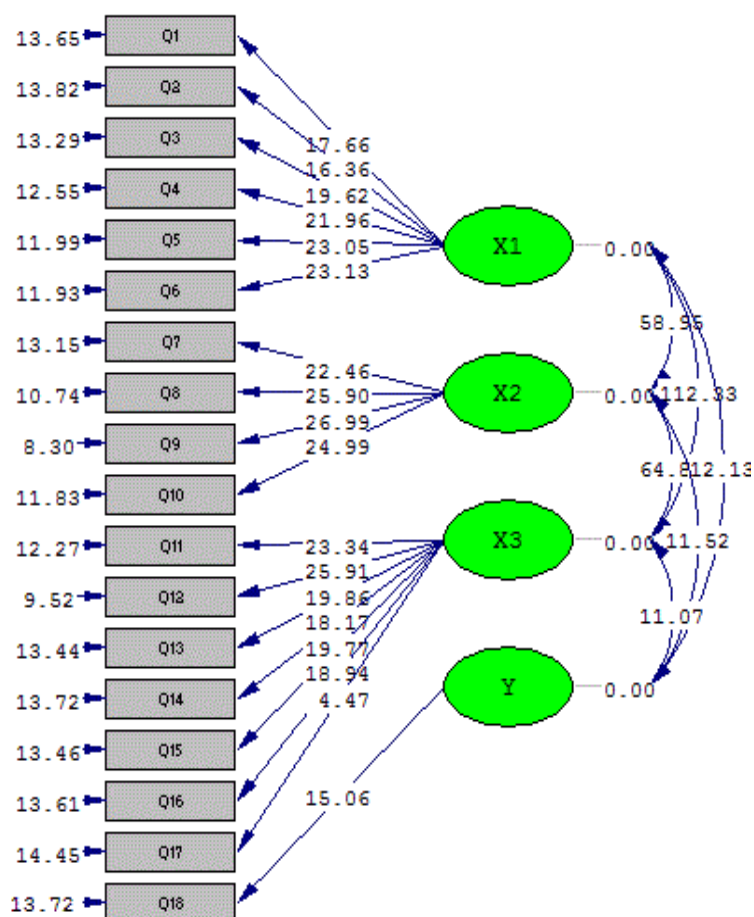 13.65 Q1
13.82 Q2
13.29 Q3
17.66
16.36
12.55 Q4 19.62
21.96
11.99 Q5 23.05 X1 0.00
23.13
11.93 Q6
58.95
13.15 Q7
22.46
10.74 Q8 25.90 X2 0.00 112.33
26.99
8.30 Q9 24.99
64.8 12.13
11.83 Q10
12.27 Q11 23.34 X3 0.00 11.52
25.91
9.52 Q12 19.86
18.17 11.07
13.44 Q13 19.77
18.94
13.72 Q14 4.47 Y 0.00
13.46 Q15
13.61 Q16 15.06
14.45 Q17
13.72 Q18